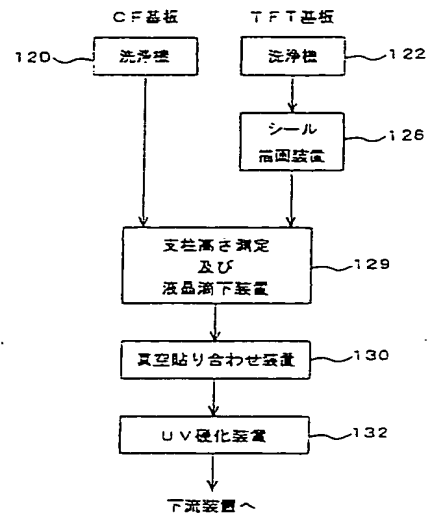 CF基板
TFT基板
120
洗浄機
洗浄機
122
シール
描画装置
126
支柱高さ測定
及び
液晶滴下装置
129
真空貼り合わせ装置
130
UV硬化装置
132
下流装置へ